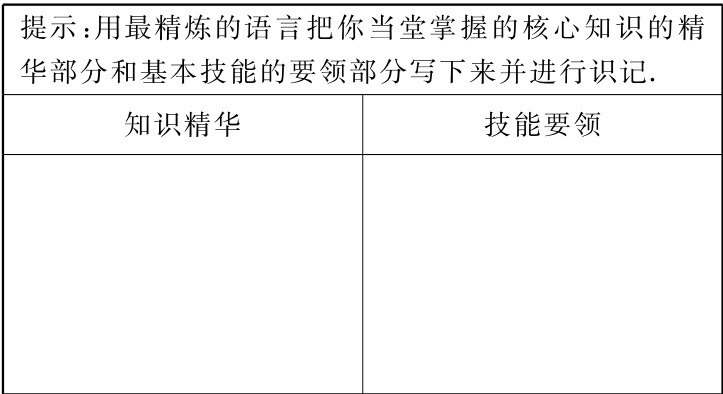 提示:用最精炼的语言把你当堂掌握的核心知识的精
华部分和基本技能的要领部分写下来并进行识记.
知识精华
技能要领